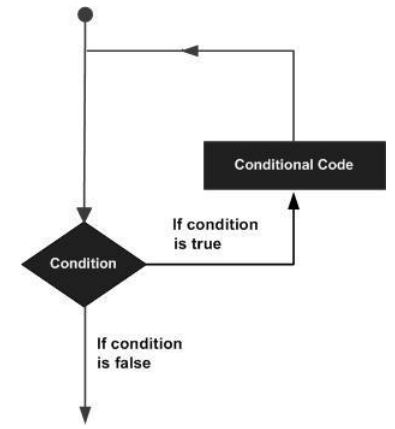 Conditional Code
If condition
is true
Condition
If condition
is false